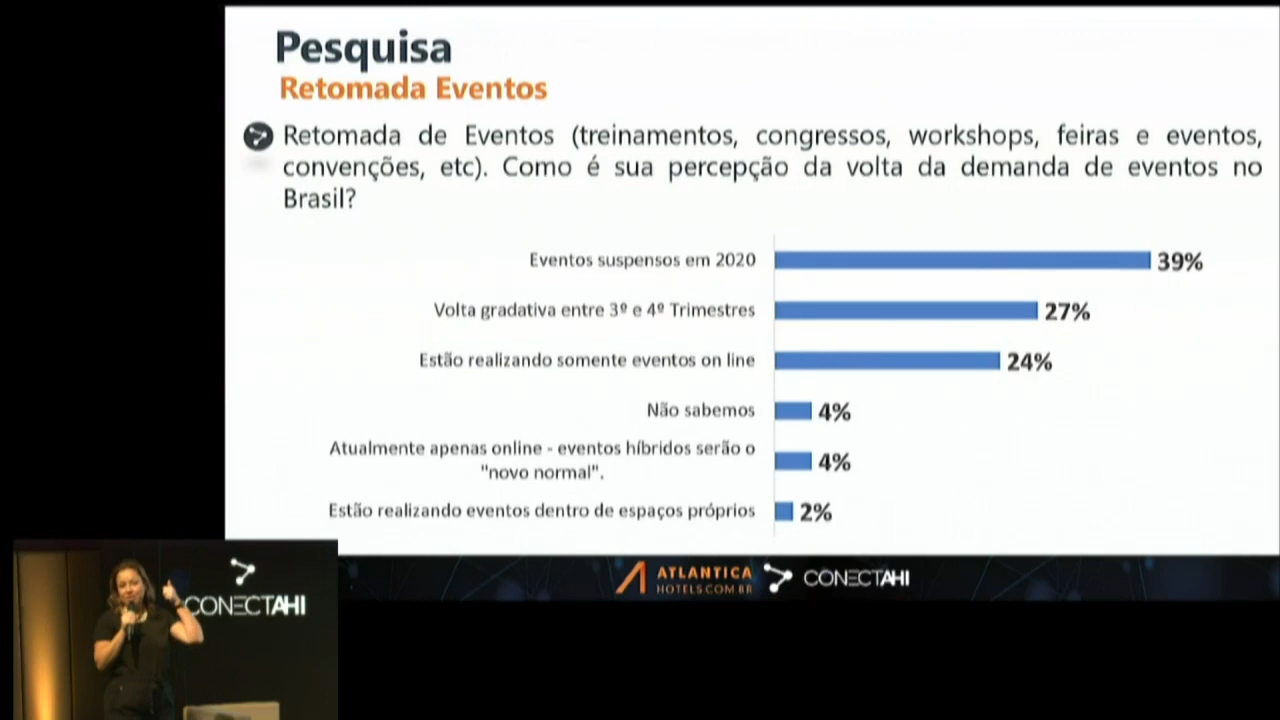 Pesquisa
Retomada Eventos
Retomada de Eventos (treinamentos, congressos, workshops, feiras e eventos,
convenções, etc). Como é sua percepção da volta da demanda de eventos no
Brasil?
Eventos suspensos em 2020 39%
Volta gradativa entre 3º e 4º Trimestres 27%
Estão realizando somente eventos on line 24%
Não sabemos 4%
Atualmente apenas online - eventos híbridos serão o
"novo normal". 4%
Estão realizando eventos dentro de espaços próprios 2%
ATLANTICA
HOTELS.COM.BR
CONECTAHI
CONECTAHI